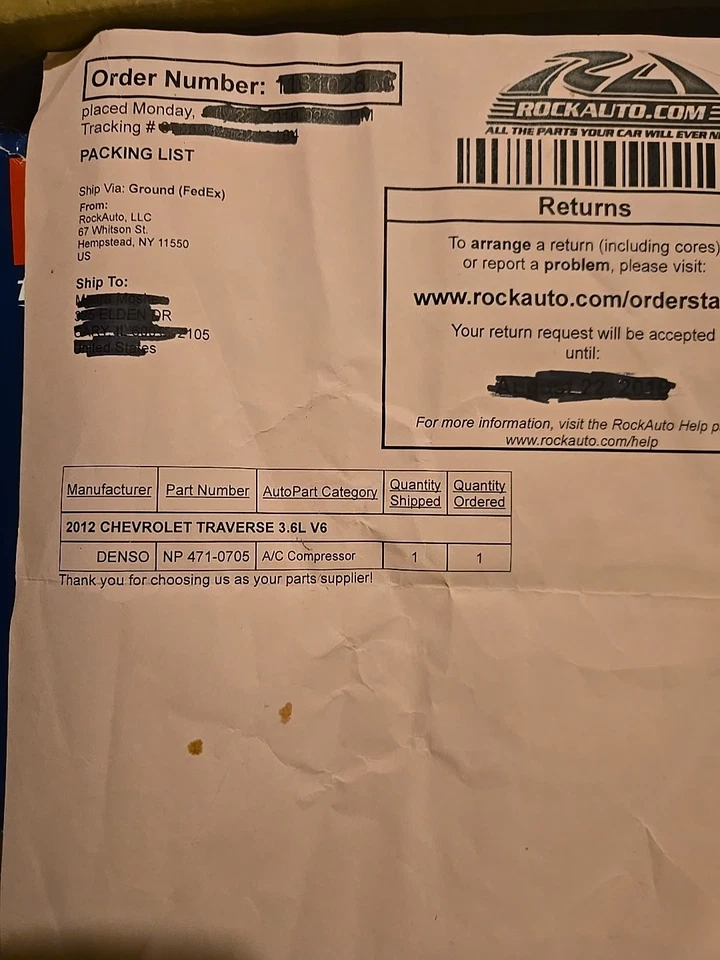 Order Number:
placed Monday,
Tracking #
PACKING LIST
Ship Via: Ground (FedEx)
From:
RockAuto, LLC
67 Whitson St.
Hempstead, NY 11550
US
Ship To:
RA
ROCKAUTO.COM
ALL THE PARTS YOUR CAR WILL EVER
Returns
To arrange a return (including cores)
or report a problem, please visit:
www.rockauto.com/ordersta
Your return request will be accepted
until:
For more information, visit the RockAuto Help
www.rockauto.com/help
Manufacturer Part Number AutoPart Category Quantity Shipped Quantity Ordered
2012 CHEVROLET TRAVERSE 3.6L V6
DENSO NP 471-0705 A/C Compressor 1 1
Thank you for choosing us as your parts supplier!